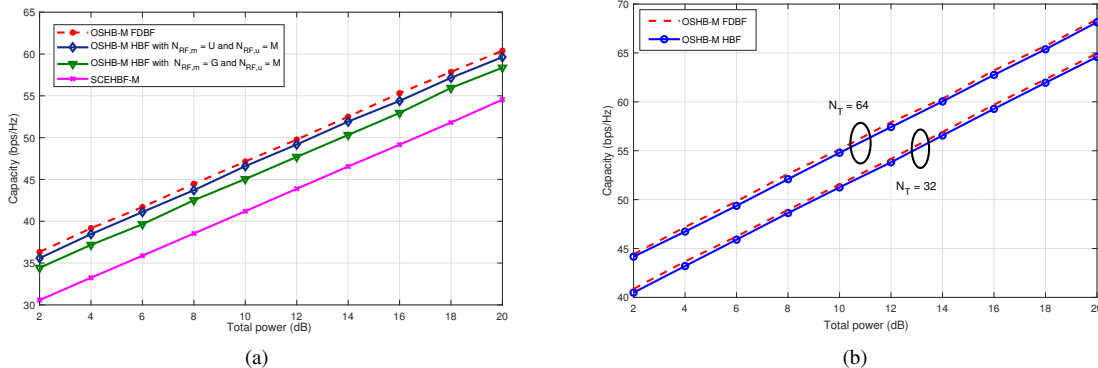 65
60
55
50
45
40
35
30
Capacity (bps/Hz)
OSHB-M FDBF
OSHB-M HBF with N_RF,m = U and N_RF,u = M
OSHB-M HBF with N_RF,m = G and N_RF,u = M
SCEHBF-M
2 4 6 8 10 12 14 16 18 20
Total power (dB)
(a)
70
65
60
55
50
45
40
Capacity (bps/Hz)
OSHB-M FDBF
OSHB-M HBF
N_T = 64
N_T = 32
2 4 6 8 10 12 14 16 18 20
Total power (dB)
(b)